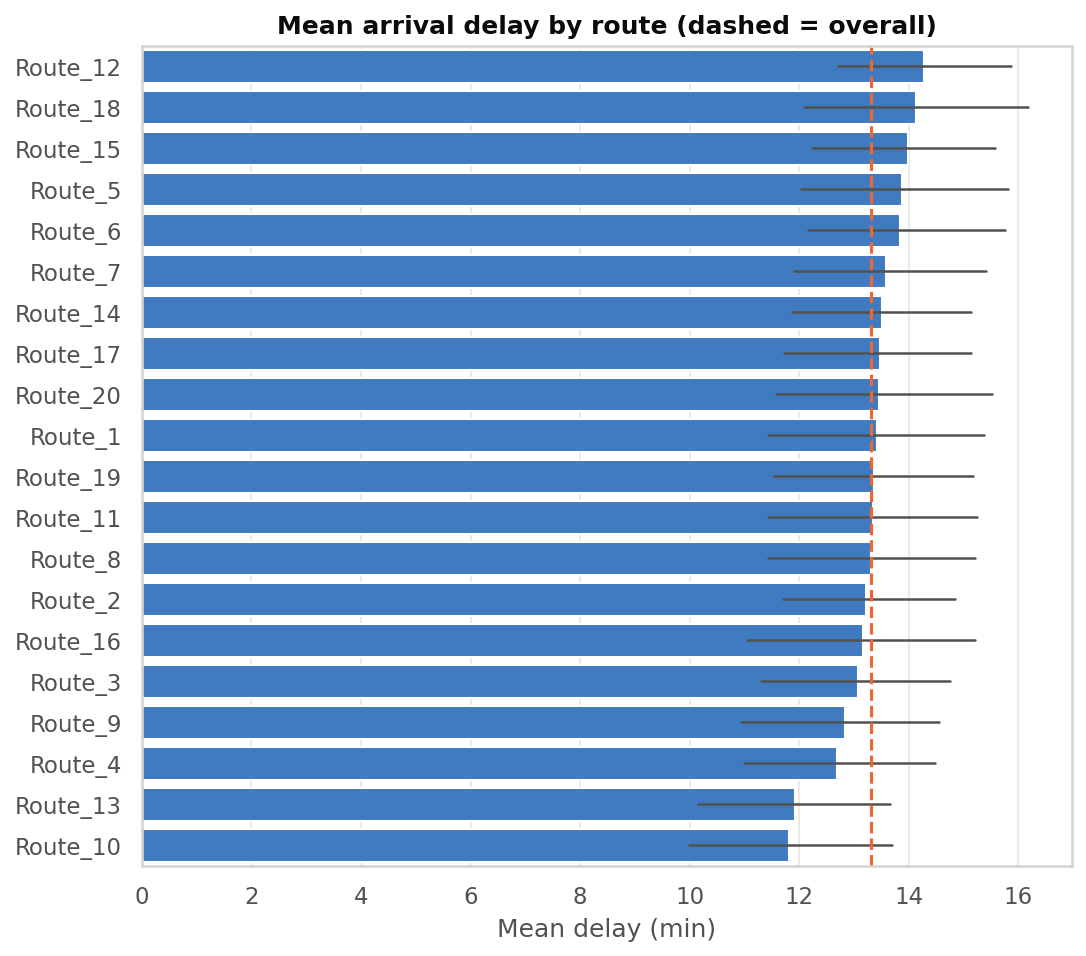 Mean arrival delay by route (dashed = overall)
Route_12
Route_18
Route_15
Route_5
Route_6
Route_7
Route_14
Route_17
Route_20
Route_1
Route_19
Route_11
Route_8
Route_2
Route_16
Route_3
Route_9
Route_4
Route_13
Route_10
0 2 4 6 8 10 12 14 16
Mean delay (min)